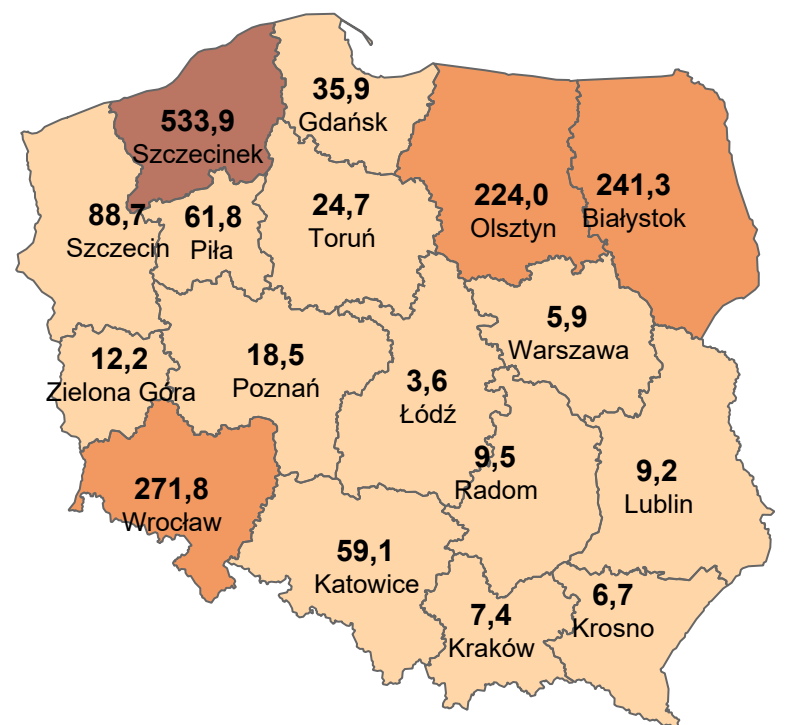 35,9
Gdańsk
533,9
Szczecinek
224,0
Olsztyn
241,3
Białystok
88,7
Szczecin
61,8
Piła
24,7
Toruń
5,9
Warszawa
12,2
Zielona Góra
18,5
Poznań
3,6
Łódź
9,5
Radom
9,2
Lublin
271,8
Wrocław
59,1
Katowice
7,4
Kraków
6,7
Krosno